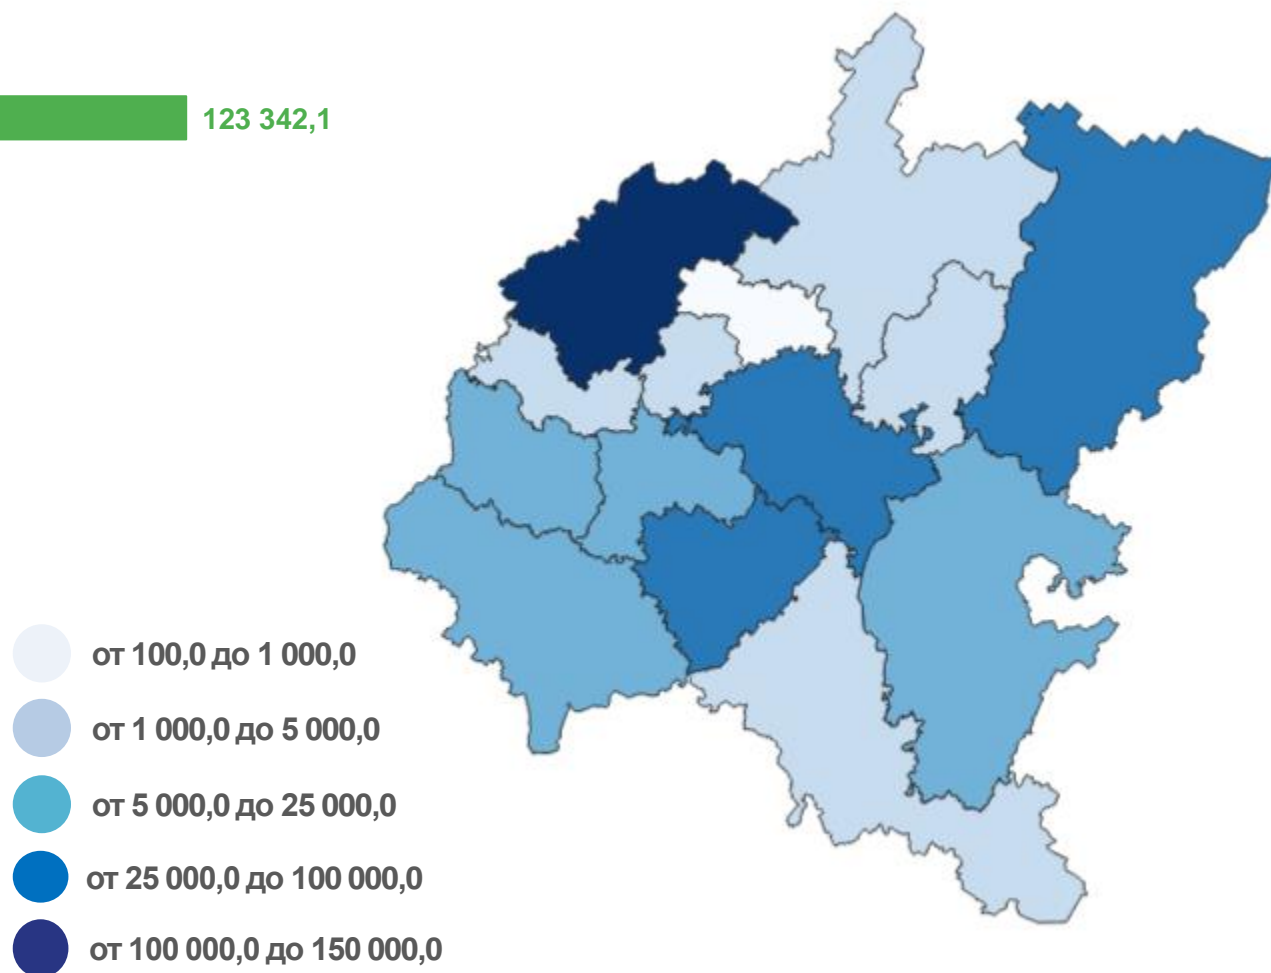 123 342,1
от 100,0 до 1 000,0
от 1 000,0 до 5 000,0
от 5 000,0 до 25 000,0
от 25 000,0 до 100 000,0
от 100 000,0 до 150 000,0